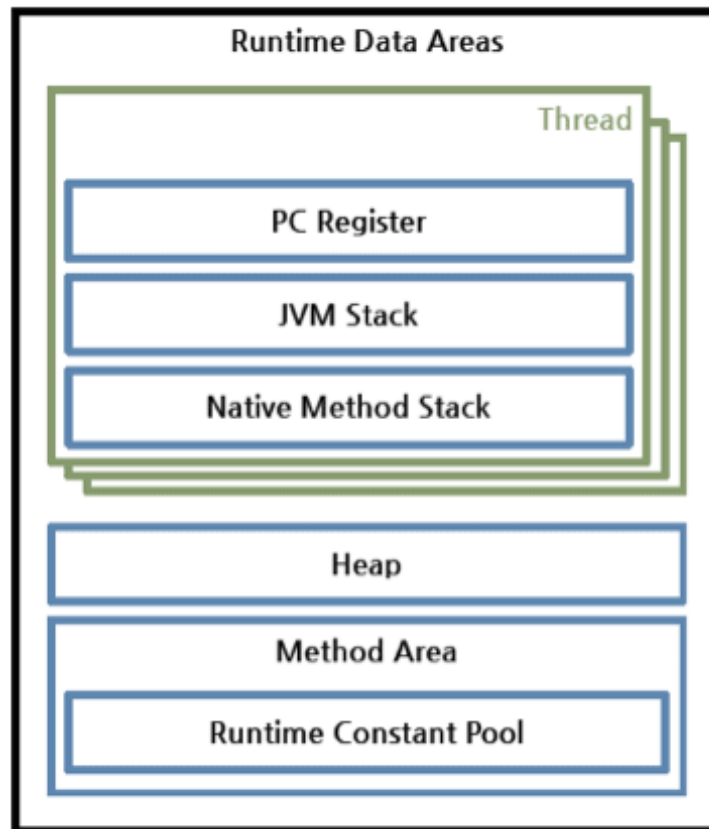 Runtime Data Areas
Thread
PC Register
JVM Stack
Native Method Stack
Heap
Method Area
Runtime Constant Pool